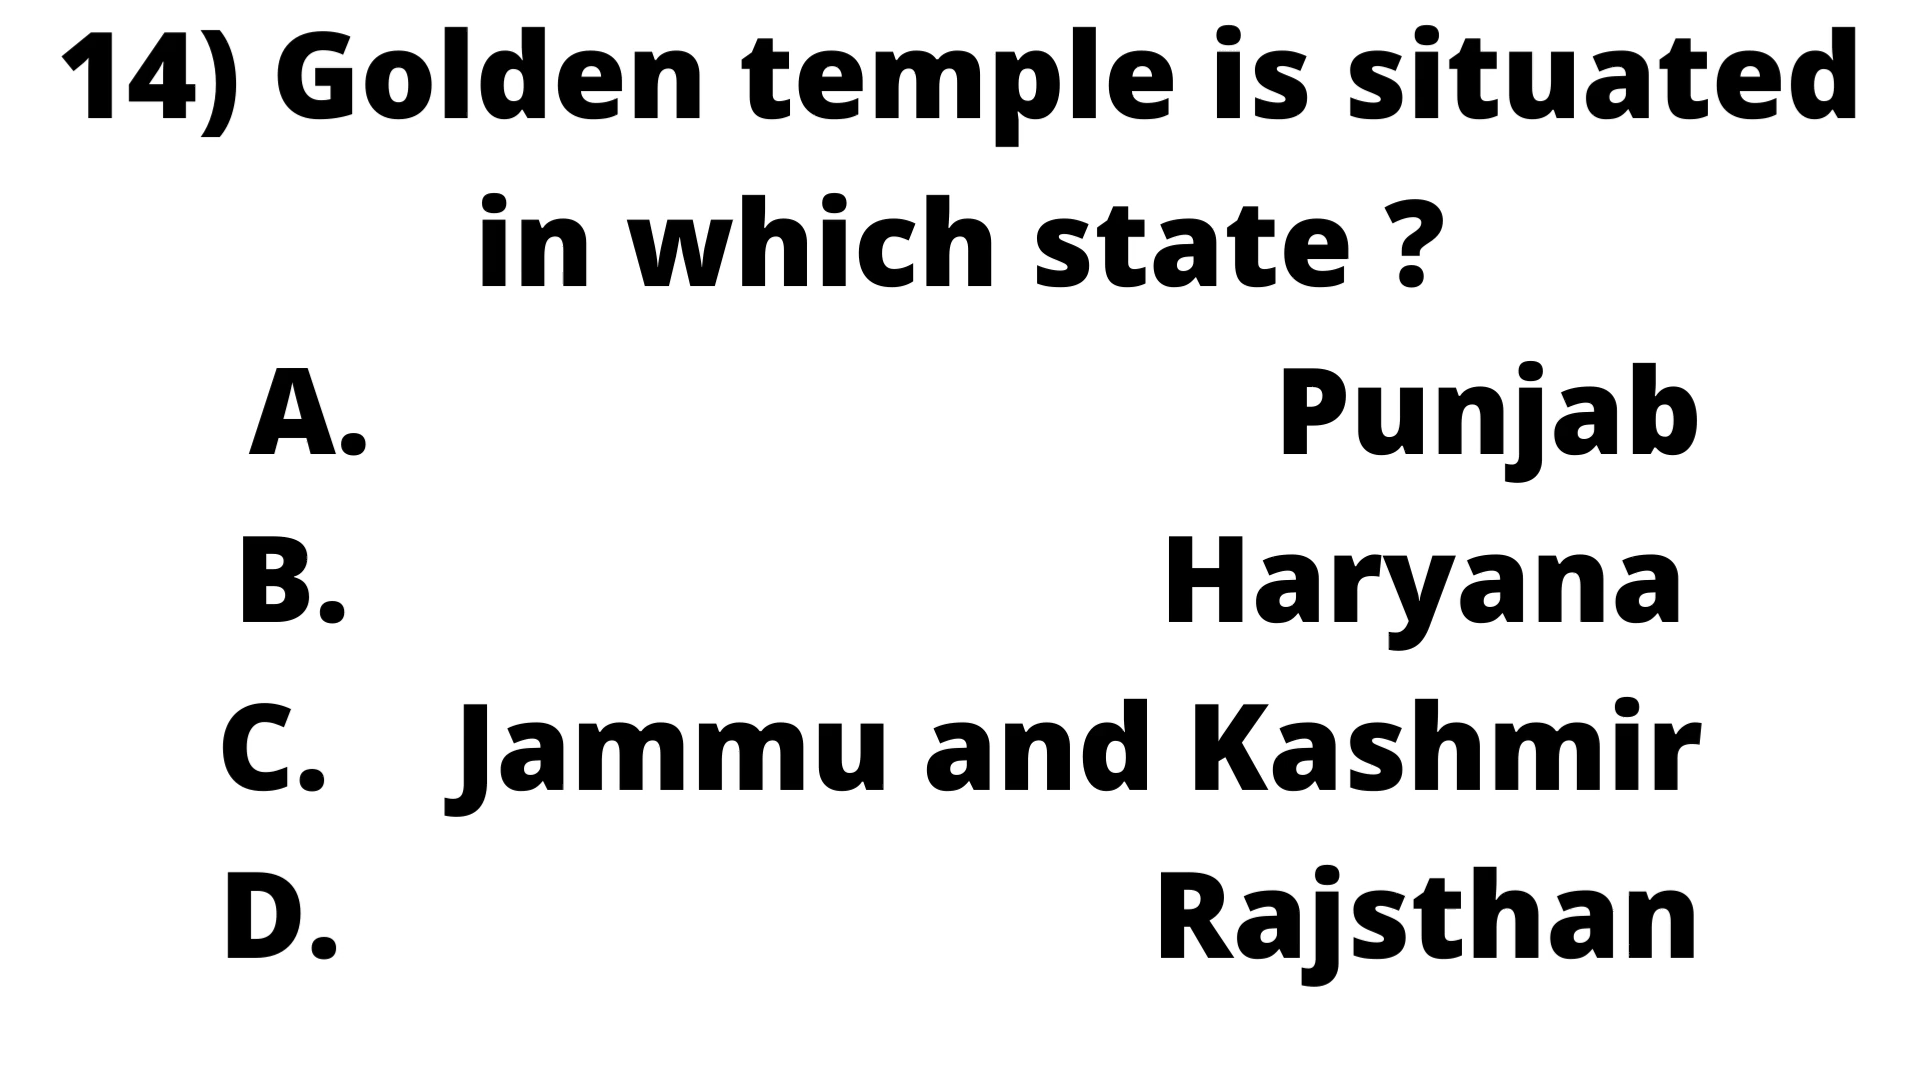 14) Golden temple is situated
in which state ?
A. Punjab
B. Haryana
C. Jammu and Kashmir
D. Rajsthan